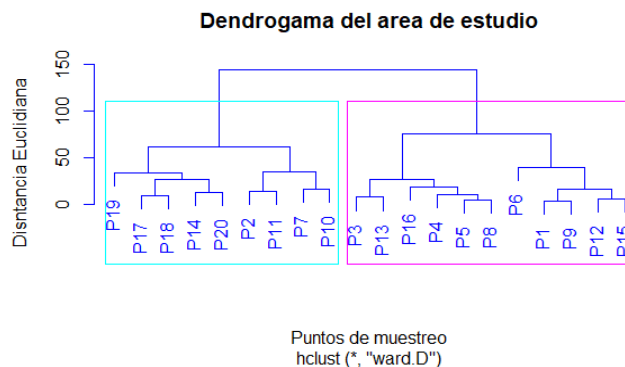 Dendrogama del area de estudio
Disntancia Euclidiana
150
100
50
0
P19
P17
P18
P14
P20
P2
P11
P7
P10
P3
P13
P16
P4
P5
P8
P6
P1
P9
P12
P15
Puntos de muestreo
hclust (*, "ward.D")